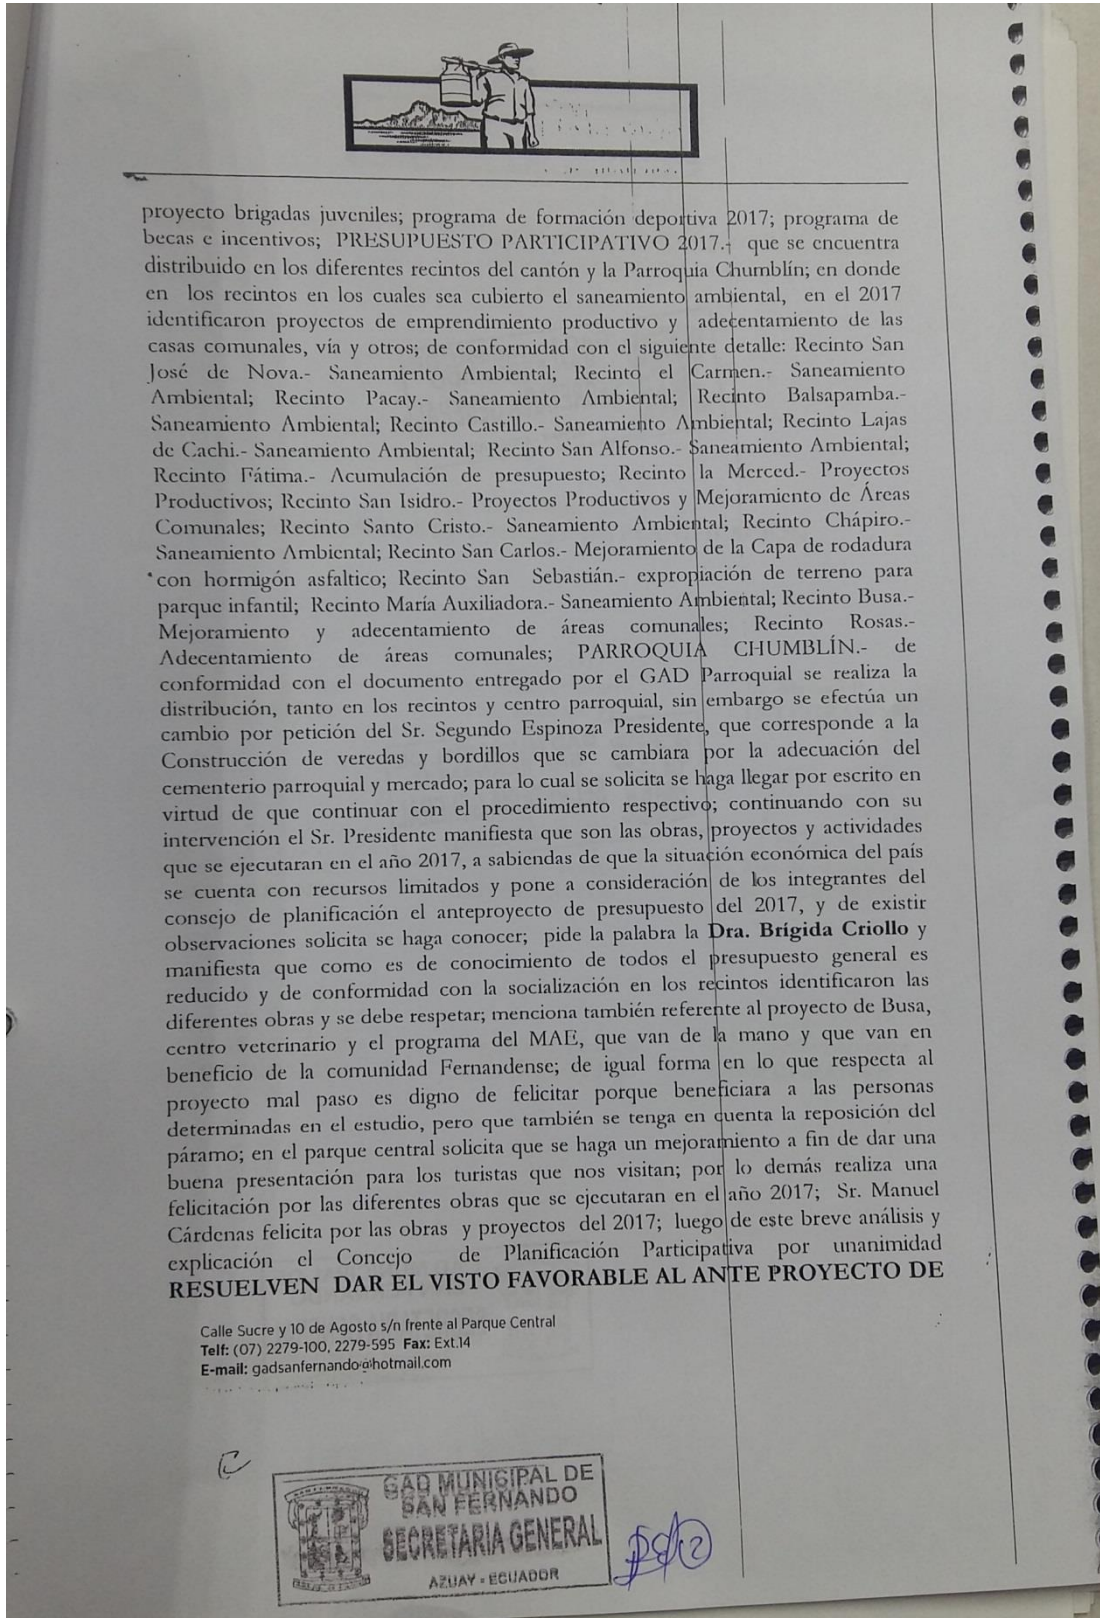 proyecto brigadas juveniles; programa de formación deportiva 2017; programa de
becas e incentivos; PRESUPUESTO PARTICIPATIVO 2017.- que se encuentra
distribuido en los diferentes recintos del cantón y la Parroquia Chumblín; en donde
en los recintos en los cuales sea cubierto el saneamiento ambiental, en el 2017
identificaron proyectos de emprendimiento productivo y adecentamiento de las
casas comunales, vía y otros; de conformidad con el siguiente detalle: Recinto San
José de Nova.- Saneamiento Ambiental; Recinto el Carmen.- Saneamiento
Ambiental; Recinto Pacay.- Saneamiento Ambiental; Recinto Balsapamba.-
Saneamiento Ambiental; Recinto Castillo.- Saneamiento Ambiental; Recinto Lajas
de Cachi.- Saneamiento Ambiental; Recinto San Alfonso.- Saneamiento Ambiental;
Recinto Fátima.- Acumulación de presupuesto; Recinto la Merced.- Proyectos
Productivos; Recinto San Isidro.- Proyectos Productivos y Mejoramiento de Áreas
Comunales; Recinto Santo Cristo.- Saneamiento Ambiental; Recinto Chápiro.-
Saneamiento Ambiental; Recinto San Carlos.- Mejoramiento de la Capa de rodadura
con hormigón asfaltico; Recinto San Sebastián.- expropiación de terreno para
parque infantil; Recinto María Auxiliadora.- Saneamiento Ambiental; Recinto Busa.-
Mejoramiento y adecentamiento de áreas comunales; Recinto Rosas.-
Adecentamiento de áreas comunales; PARROQUIA CHUMBLÍN.- de
conformidad con el documento entregado por el GAD Parroquial se realiza la
distribución, tanto en los recintos y centro parroquial, sin embargo se efectúa un
cambio por petición del Sr. Segundo Espinoza Presidente, que corresponde a la
Construcción de veredas y bordillos que se cambiara por la adecuación del
cementerio parroquial y mercado; para lo cual se solicita se haga llegar por escrito en
virtud de que continuar con el procedimiento respectivo; continuando con su
intervención el Sr. Presidente manifiesta que son las obras, proyectos y actividades
que se ejecutaran en el año 2017, a sabiendas de que la situación económica del país
se cuenta con recursos limitados y pone a consideración de los integrantes del
consejo de planificación el anteproyecto de presupuesto del 2017, y de existir
observaciones solicita se haga conocer; pide la palabra la Dra. Brígida Criollo y
manifiesta que como es de conocimiento de todos el presupuesto general es
reducido y de conformidad con la socialización en los recintos identificaron las
diferentes obras y se debe respetar; menciona también referente al proyecto de Busa,
centro veterinario y el programa del MAE, que van de la mano y que van en
beneficio de la comunidad Fernandense; de igual forma en lo que respecta al
proyecto mal paso es digno de felicitar porque beneficiara a las personas
determinadas en el estudio, pero que también se tenga en cuenta la reposición del
páramo; en el parque central solicita que se haga un mejoramiento a fin de dar una
buena presentación para los turistas que nos visitan; por lo demás realiza una
felicitación por las diferentes obras que se ejecutaran en el año 2017; Sr. Manuel
Cárdenas felicita por las obras y proyectos del 2017; luego de este breve análisis y
explicación el Concejo de Planificación Participativa por unanimidad
RESUELVEN DAR EL VISTO FAVORABLE AL ANTE PROYECTO DE
Calle Sucre y 10 de Agosto s/n frente al Parque Central
Telf: (07) 2279-100, 2279-595 Fax: Ext.14
E-mail: gadsanfernando@hotmail.com
GAD MUNICIPAL DE
SAN FERNANDO
SECRETARIA GENERAL
AZUAY - ECUADOR